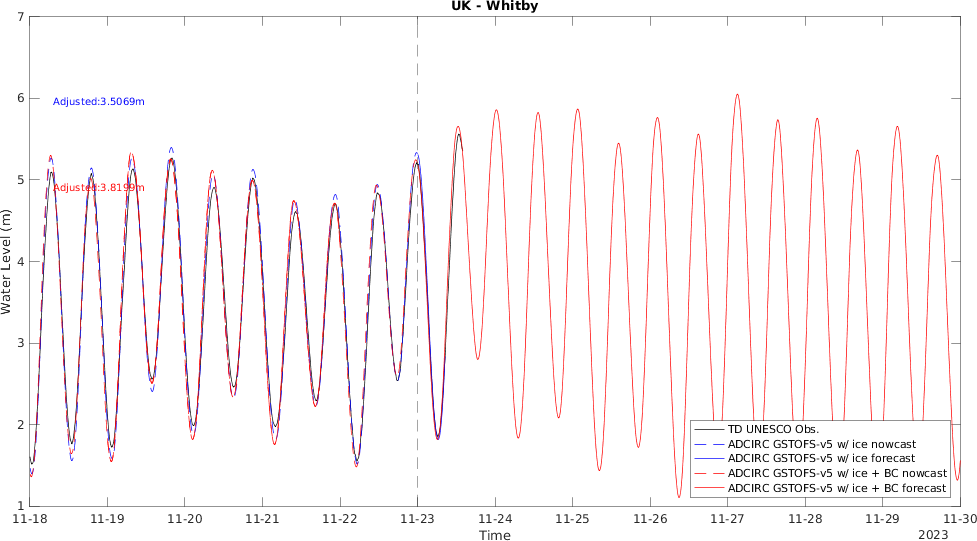 UK - Whitby
7
6
5
4
3
2
1
Water Level (m)
Adjusted:3.5069m
Adjusted:3.8199m
TD UNESCO Obs.
ADCIRC GSTOFS-v5 w/ ice nowcast
ADCIRC GSTOFS-v5 w/ ice forecast
ADCIRC GSTOFS-v5 w/ ice + BC nowcast
ADCIRC GSTOFS-v5 w/ ice + BC forecast
11-18 11-19 11-20 11-21 11-22 11-23 11-24 11-25 11-26 11-27 11-28 11-29 11-30
Time
2023